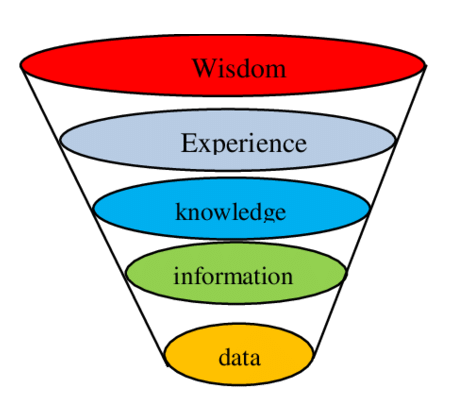 Wisdom
Experience
knowledge
information
data